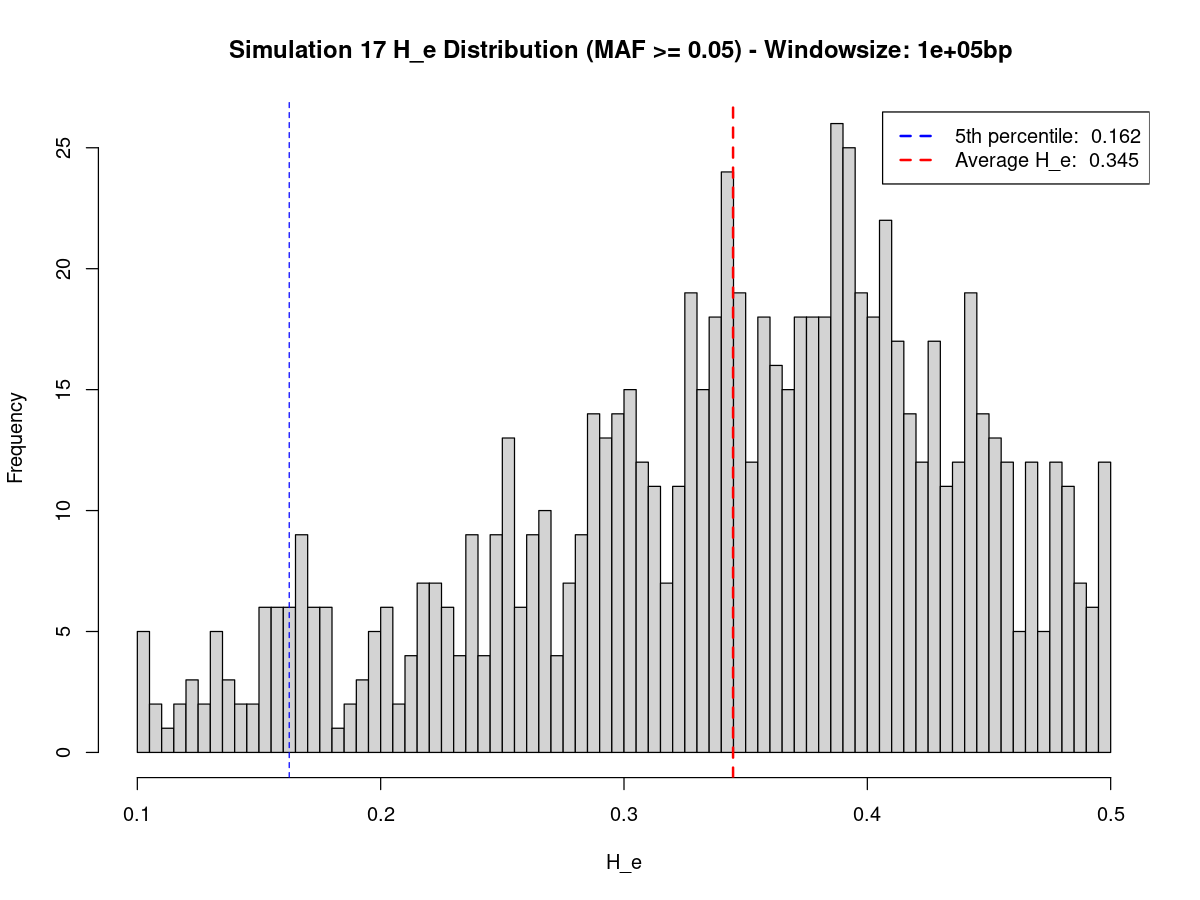 Simulation 17 H_e Distribution (MAF >= 0.05) - Windowsize: 1e+05bp
5th percentile: 0.162
Average H_e: 0.345
Frequency
25
20
15
10
5
0
0.1 0.2 0.3 0.4 0.5
H_e